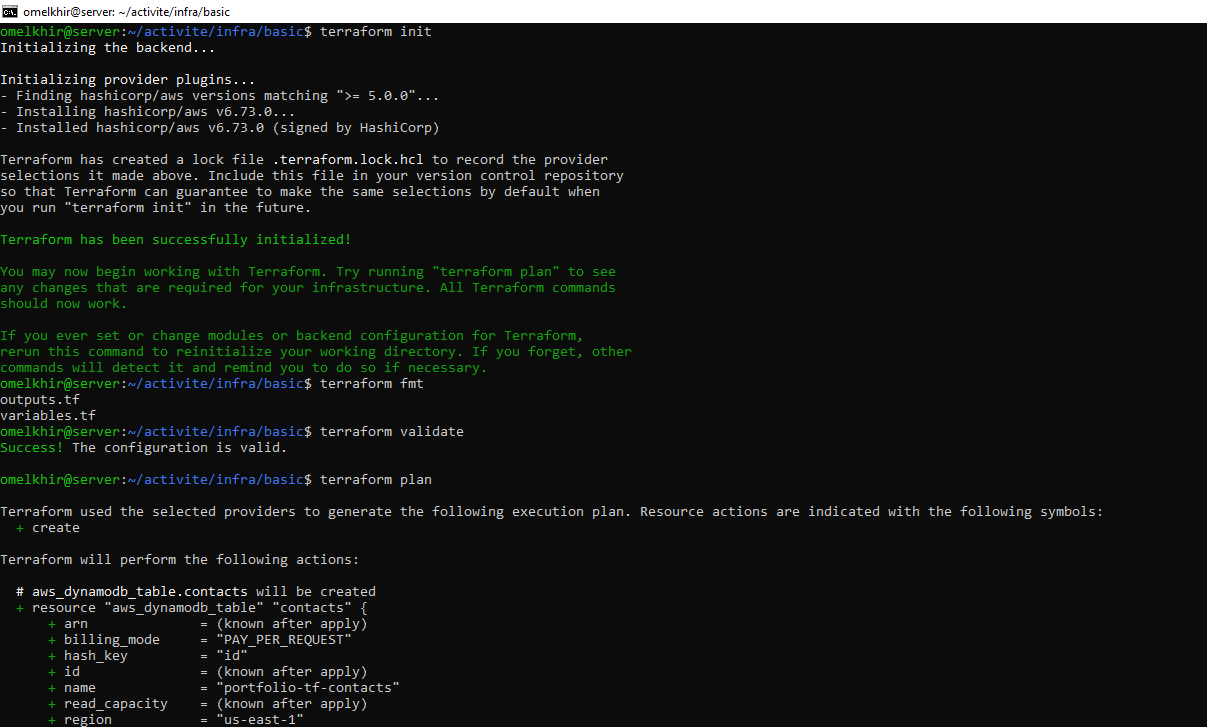 omelkhir@server: ~/activite/infra/basic
omelkhir@server:~/activite/infra/basic$ terraform init
Initializing the backend...
Initializing provider plugins...
- Finding hashicorp/aws versions matching ">= 5.0.0"...
- Installing hashicorp/aws v6.73.0...
- Installed hashicorp/aws v6.73.0 (signed by HashiCorp)
Terraform has created a lock file .terraform.lock.hcl to record the provider
selections it made above. Include this file in your version control repository
so that Terraform can guarantee to make the same selections by default when
you run "terraform init" in the future.
Terraform has been successfully initialized!
You may now begin working with Terraform. Try running "terraform plan" to see
any changes that are required for your infrastructure. All Terraform commands
should now work.
If you ever set or change modules or backend configuration for Terraform,
rerun this command to reinitialize your working directory. If you forget, other
commands will detect it and remind you to do so if necessary.
omelkhir@server:~/activite/infra/basic$ terraform fmt
outputs.tf
variables.tf
omelkhir@server:~/activite/infra/basic$ terraform validate
Success! The configuration is valid.
omelkhir@server:~/activite/infra/basic$ terraform plan
Terraform used the selected providers to generate the following execution plan. Resource actions are indicated with the following symbols:
  + create
Terraform will perform the following actions:
  # aws_dynamodb_table.contacts will be created
  + resource "aws_dynamodb_table" "contacts" {
      + arn              = (known after apply)
      + billing_mode     = "PAY_PER_REQUEST"
      + hash_key         = "id"
      + id               = (known after apply)
      + name             = "portfolio-tf-contacts"
      + read_capacity    = (known after apply)
      + region           = "us-east-1"